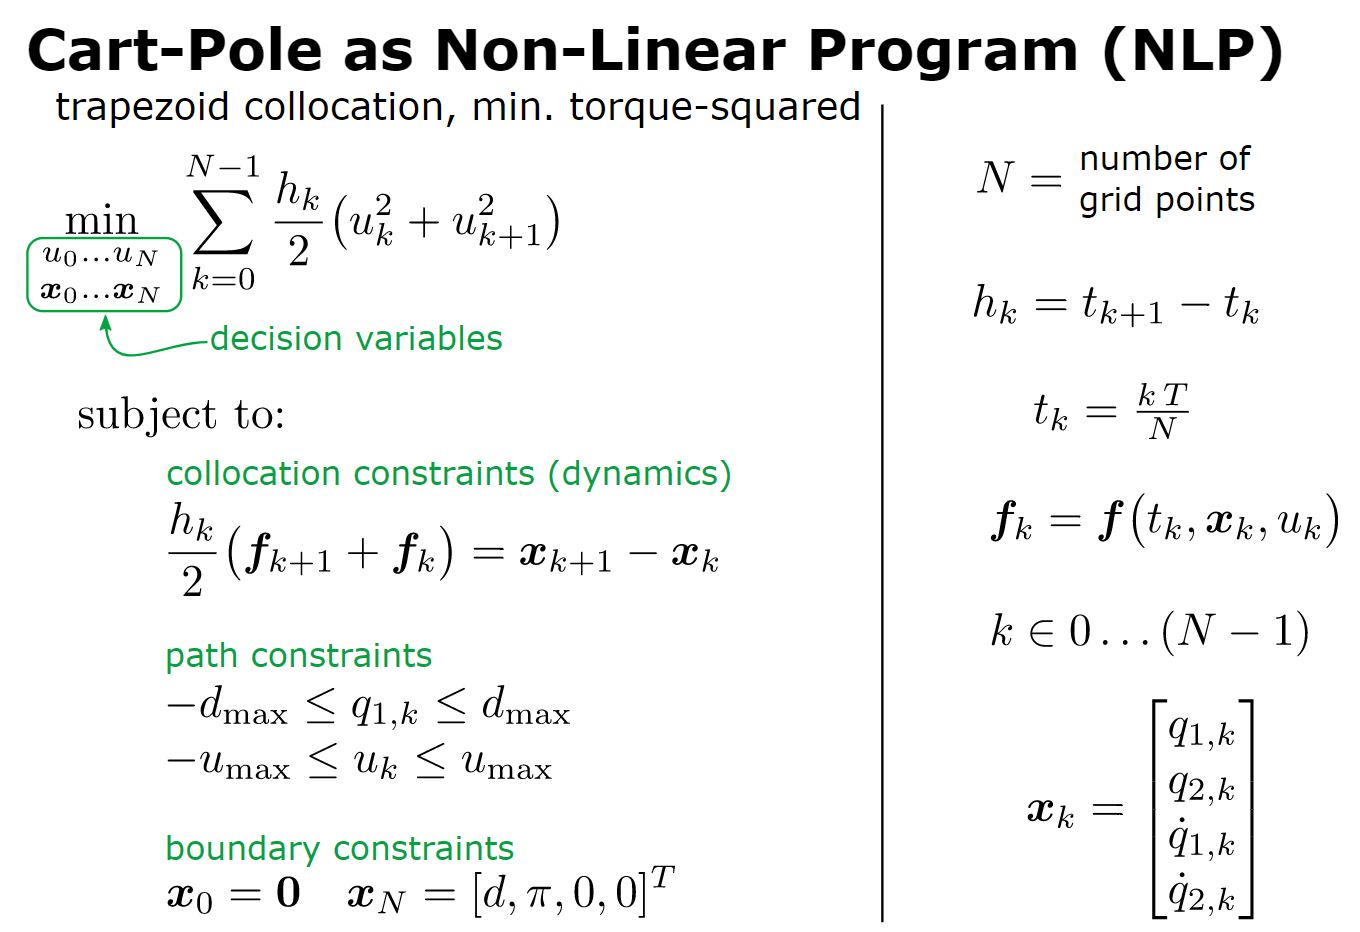 Cart-Pole as Non-Linear Program (NLP)
trapezoid collocation, min. torque-squared
$\min_{\substack{u_0 \ldots u_N \\ \boldsymbol{x}_0 \ldots \boldsymbol{x}_N}} \sum_{k=0}^{N-1} \frac{h_k}{2} \left( u_k^2 + u_{k+1}^2 \right)$
decision variables
subject to:
collocation constraints (dynamics)
$\frac{h_k}{2} \left( \boldsymbol{f}_{k+1} + \boldsymbol{f}_k \right) = \boldsymbol{x}_{k+1} - \boldsymbol{x}_k$
path constraints
$-d_{\max} \leq q_{1,k} \leq d_{\max}$
$-u_{\max} \leq u_k \leq u_{\max}$
boundary constraints
$\boldsymbol{x}_0 = \boldsymbol{0} \quad \boldsymbol{x}_N = [d, \pi, 0, 0]^T$
$N =$ number of
grid points
$h_k = t_{k+1} - t_k$
$t_k = \frac{k\,T}{N}$
$\boldsymbol{f}_k = \boldsymbol{f}\left( t_k, \boldsymbol{x}_k, u_k \right)$
$k \in 0 \ldots (N-1)$
$\boldsymbol{x}_k = \begin{bmatrix} q_{1,k} \\ q_{2,k} \\ \dot{q}_{1,k} \\ \dot{q}_{2,k} \end{bmatrix}$